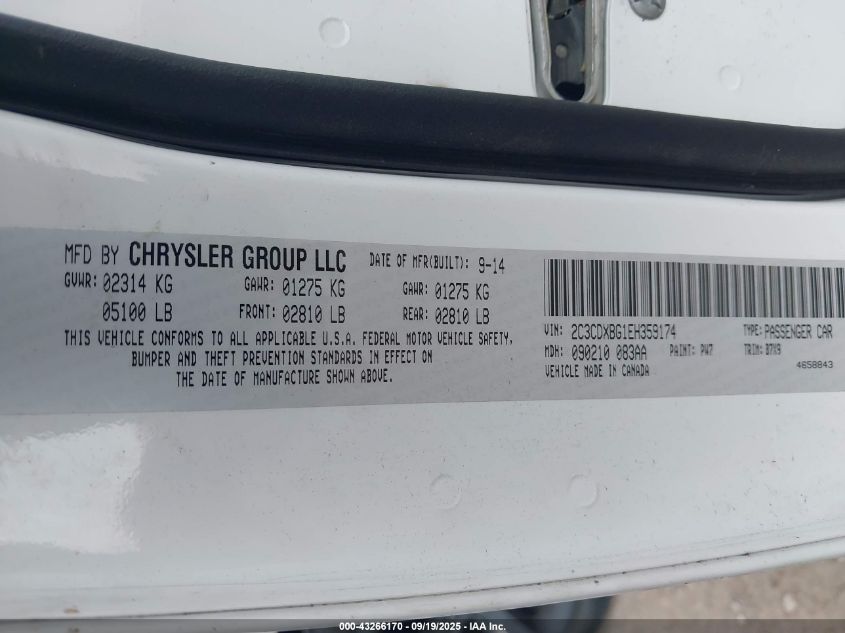 MFD BY CHRYSLER GROUP LLC DATE OF MFR(BUILT): 9-14
GVWR: 02314 KG GAWR: 01275 KG GAWR: 01275 KG
05100 LB FRONT: 02810 LB REAR: 02810 LB
THIS VEHICLE CONFORMS TO ALL APPLICABLE U.S.A. FEDERAL MOTOR VEHICLE SAFETY,
BUMPER AND THEFT PREVENTION STANDARDS IN EFFECT ON
THE DATE OF MANUFACTURE SHOWN ABOVE.
VIN: 2C3CDXBG1EH359174 TYPE: PASSENGER CAR
MDH: 090210 083AA PAINT: PW7 TRIM: B7X9
VEHICLE MADE IN CANADA 4658843
000-43266170 - 09/19/2025 - IAA Inc.